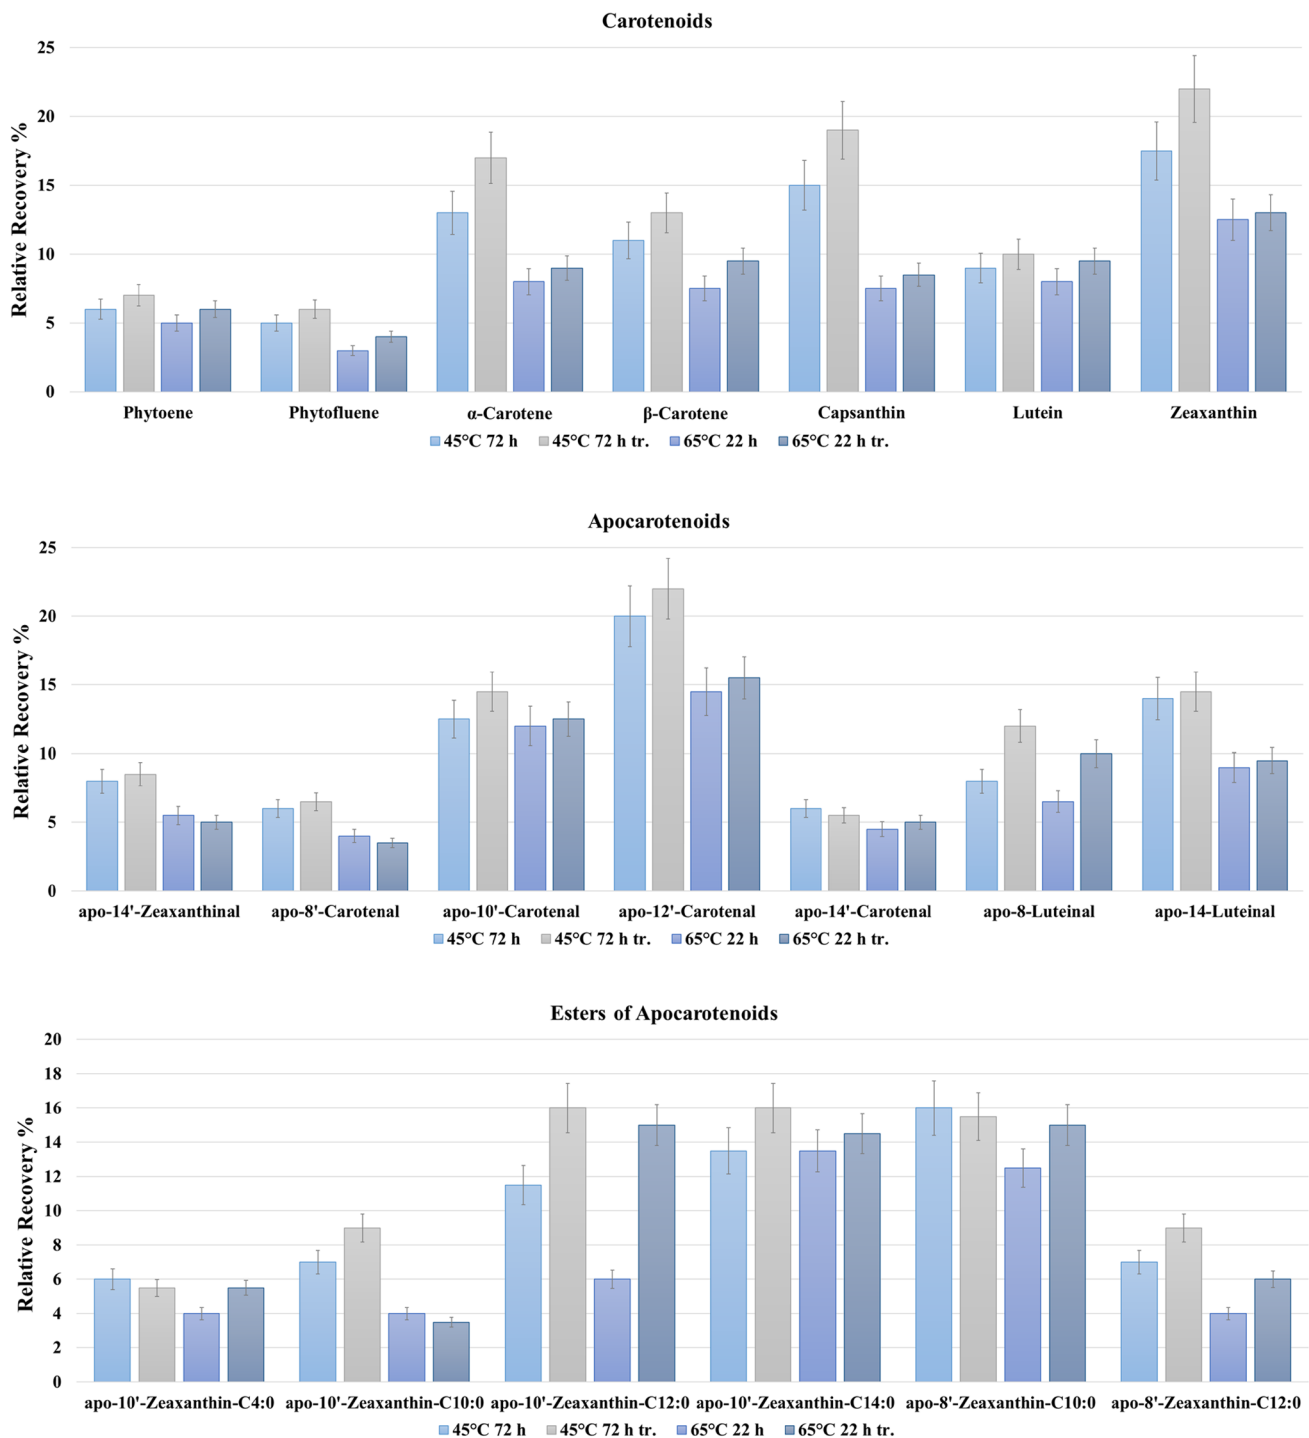 Carotenoids
Relative Recovery %
25
20
15
10
5
0
Phytoene Phytofluene α-Carotene β-Carotene Capsanthin Lutein Zeaxanthin
45°C 72 h 45°C 72 h tr. 65°C 22 h 65°C 22 h tr.
Apocarotenoids
Relative Recovery %
25
20
15
10
5
0
apo-14'-Zeaxanthinal apo-8'-Carotenal apo-10'-Carotenal apo-12'-Carotenal apo-14'-Carotenal apo-8-Luteinal apo-14-Luteinal
45°C 72 h 45°C 72 h tr. 65°C 22 h 65°C 22 h tr.
Esters of Apocarotenoids
Relative Recovery %
20
18
16
14
12
10
8
6
4
2
0
apo-10'-Zeaxanthin-C4:0 apo-10'-Zeaxanthin-C10:0 apo-10'-Zeaxanthin-C12:0 apo-10'-Zeaxanthin-C14:0 apo-8'-Zeaxanthin-C10:0 apo-8'-Zeaxanthin-C12:0
45°C 72 h 45°C 72 h tr. 65°C 22 h 65°C 22 h tr.